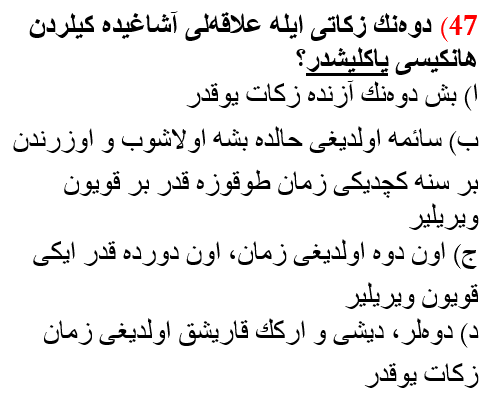 47) دوه‌نك زكاتى ايله علاقه‌لى آشاغيده كيلردن
هانكيسى ياكليشدر؟
ا) بش دوه‌نك آزنده زكات يوقدر
ب) سائمه اولديغى حالده بشه اولاشوب و اوزرندن
بر سنه كچديكى زمان طوقوزه قدر بر قويون
ويريلير
ج) اون دوه اولديغى زمان، اون دورده قدر ايكى
قويون ويريلير
د) دوه‌لر، ديشى و اركك قاريشق اولديغى زمان
زكات يوقدر